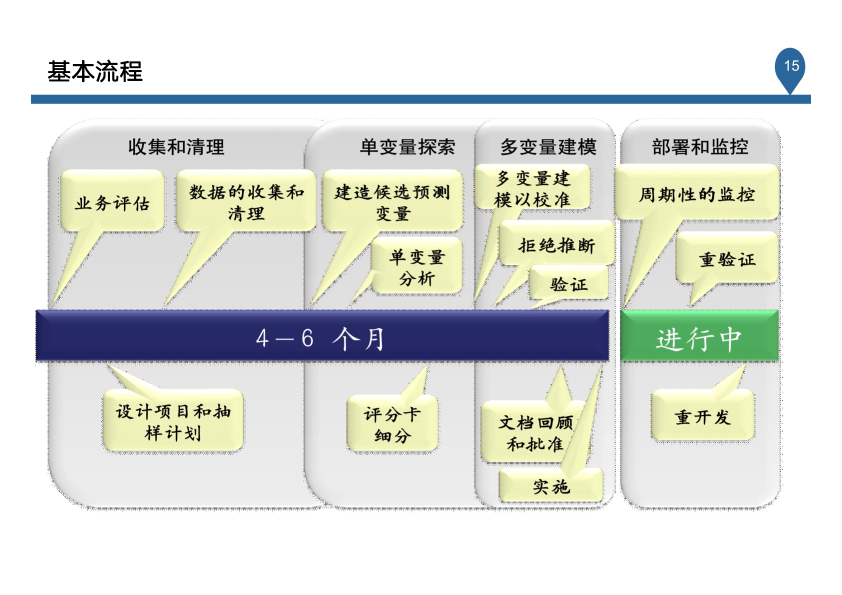 基本流程
15
收集和清理
单变量探索
多变量建模
部署和监控
业务评估
数据的收集和
清理
建造候选预测
变量
单变量
分析
多变量建
模以校准
拒绝推断
验证
周期性的监控
重验证
4－6 个月
进行中
设计项目和抽
样计划
评分卡
细分
文档回顾
和批准
实施
重开发